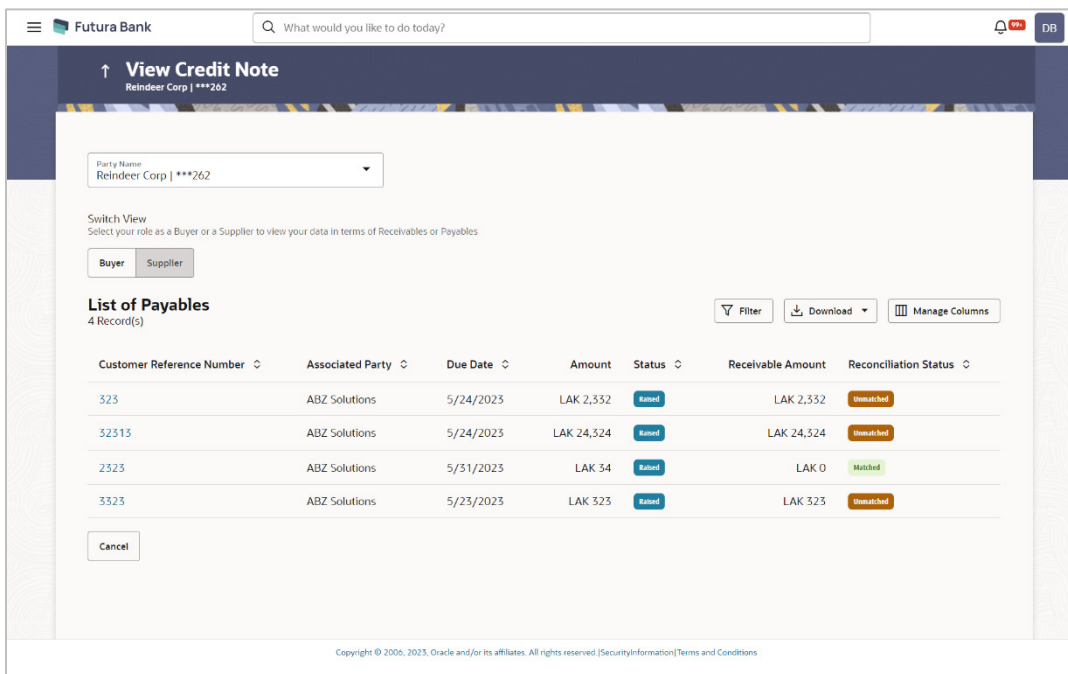 Futura Bank
What would you like to do today?
99+
DB
View Credit Note
Reindeer Corp | ***262
Party Name
Reindeer Corp | ***262
Switch View
Select your role as a Buyer or a Supplier to view your data in terms of Receivables or Payables
Buyer Supplier
List of Payables
4 Record(s)
Filter Download Manage Columns
Customer Reference Number Associated Party Due Date Amount Status Receivable Amount Reconciliation Status
323 ABZ Solutions 5/24/2023 LAK 2,332 Raised LAK 2,332 Unmatched
32313 ABZ Solutions 5/24/2023 LAK 24,324 Raised LAK 24,324 Unmatched
2323 ABZ Solutions 5/31/2023 LAK 34 Raised LAK 0 Matched
3323 ABZ Solutions 5/23/2023 LAK 323 Raised LAK 323 Unmatched
Cancel
Copyright © 2006, 2023, Oracle and/or its affiliates. All rights reserved.|SecurityInformation|Terms and Conditions